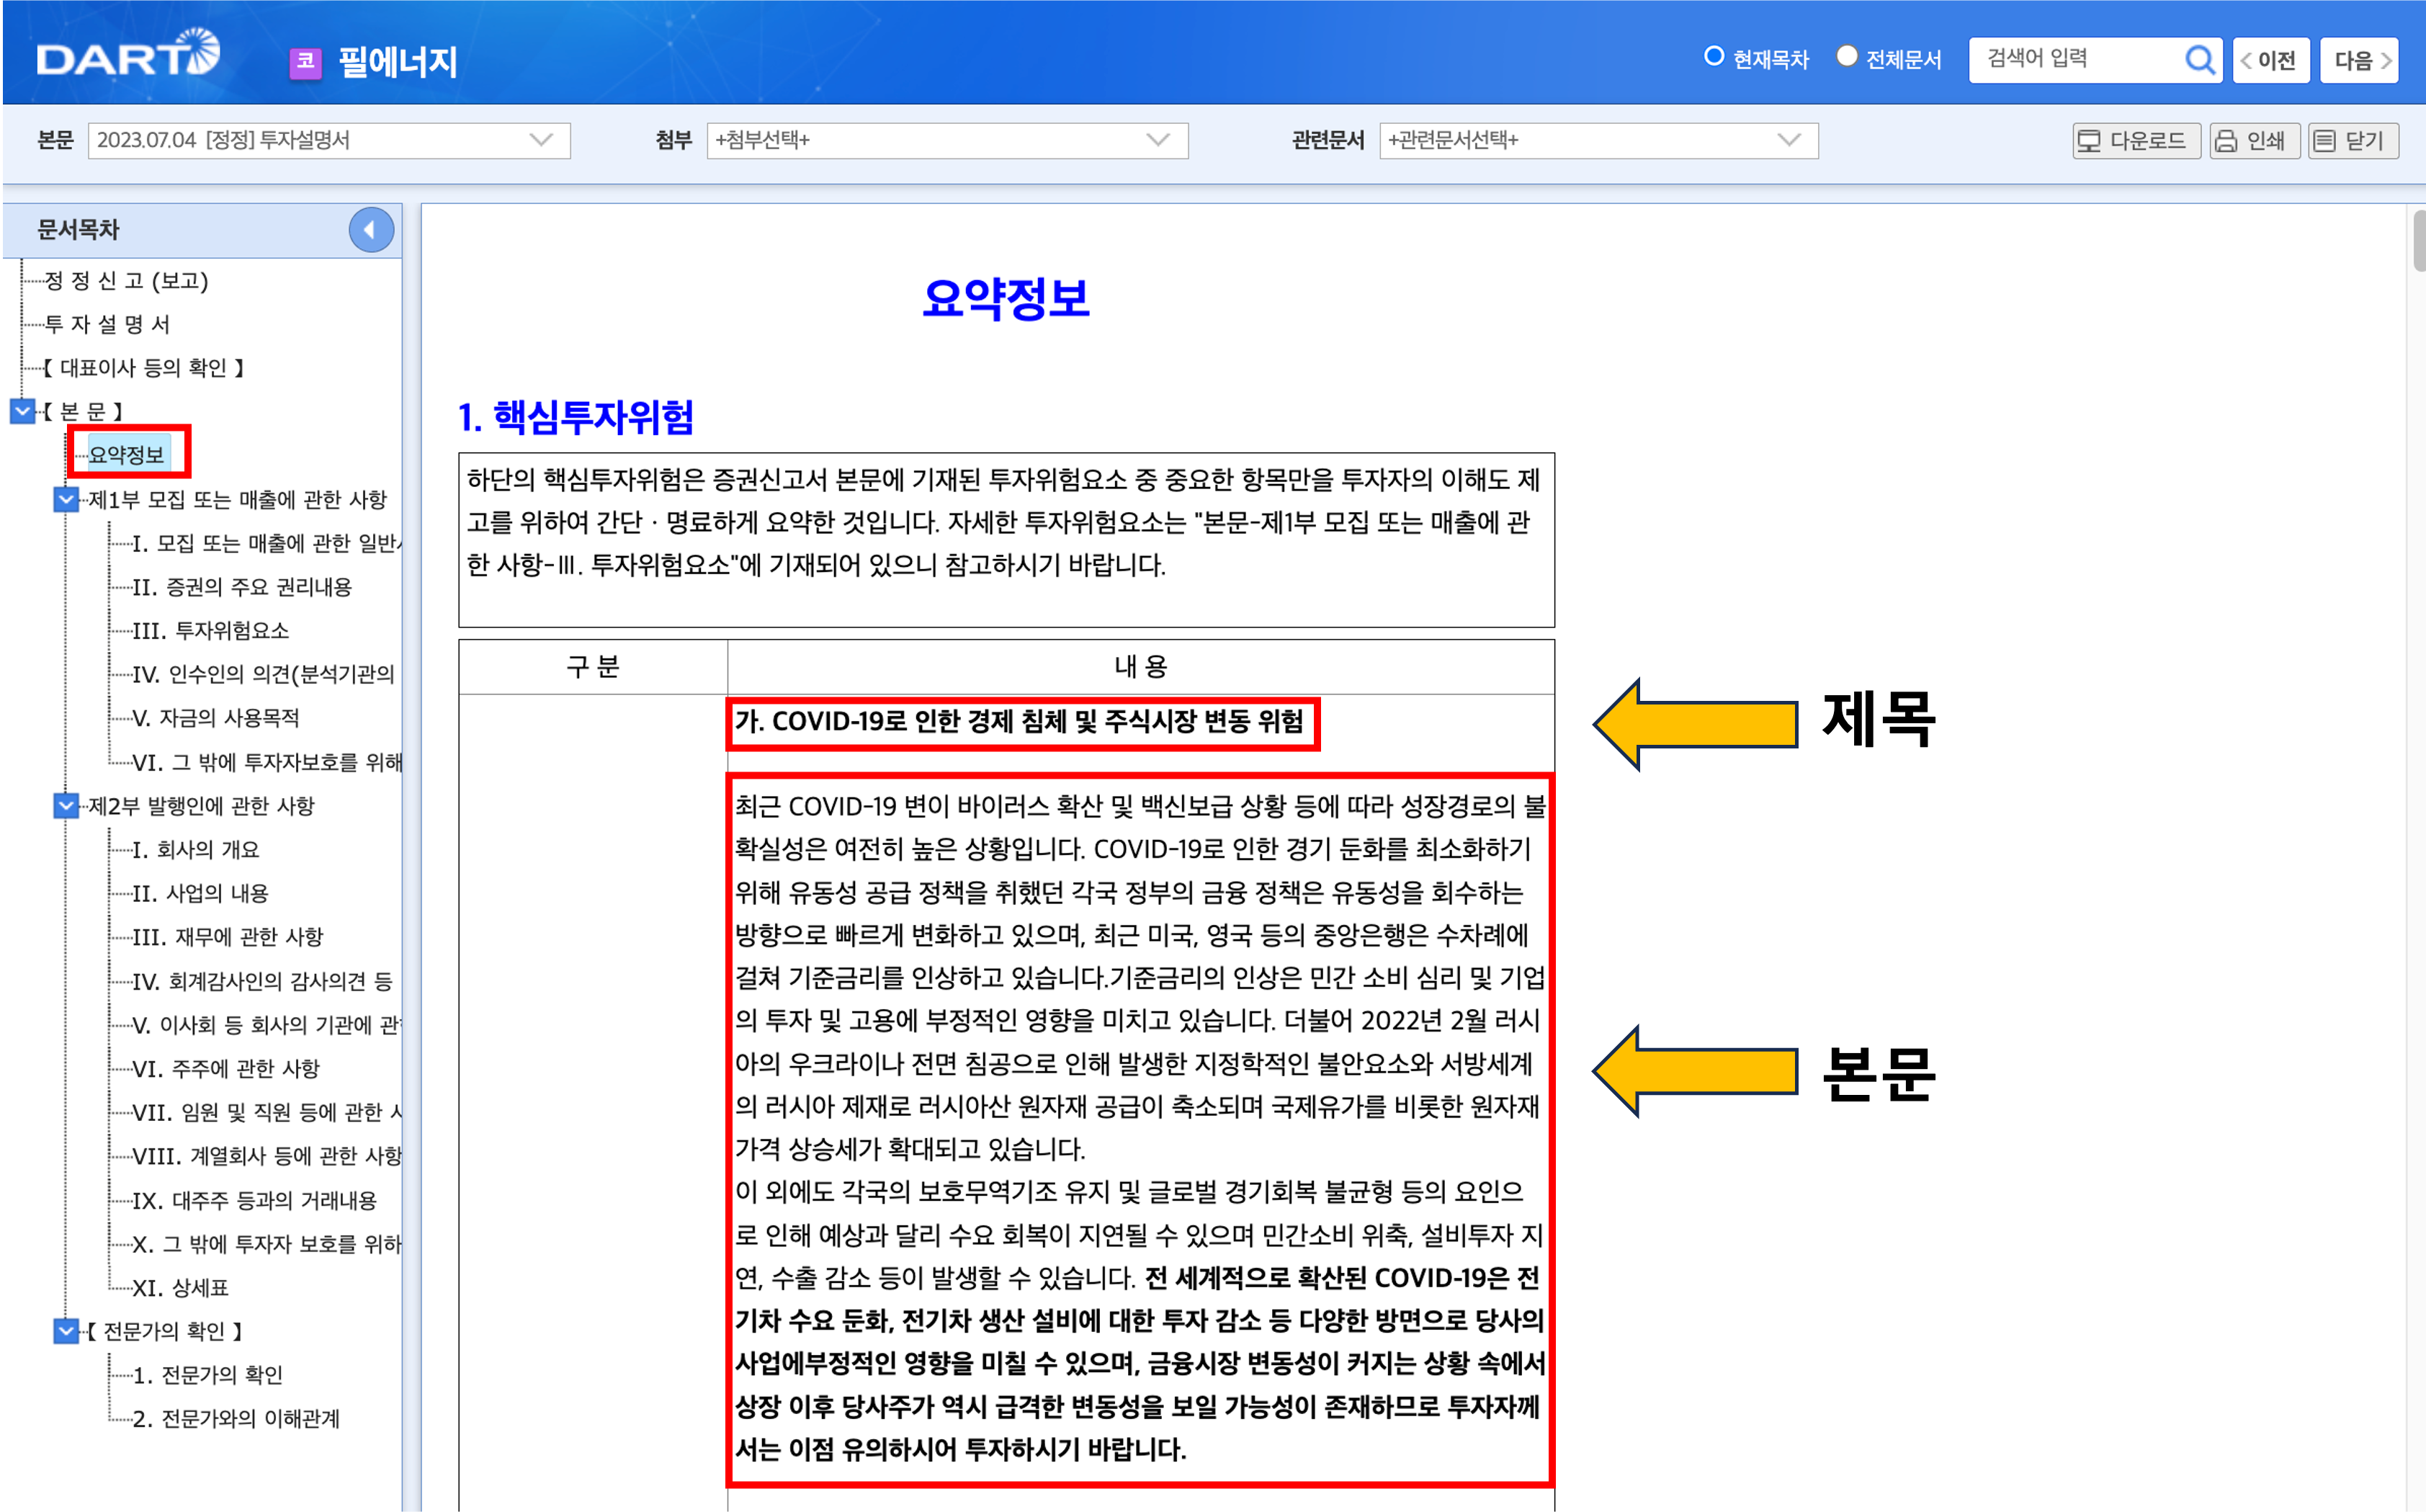 DART
코 필에너지
현재목차 전체문서 검색어 입력 이전 다음
본문 2023.07.04 [정정] 투자설명서 첨부 +첨부선택+ 관련문서 +관련문서선택+ 다운로드 인쇄 닫기
문서목차
정 정 신 고 (보고)
투 자 설 명 서
【 대표이사 등의 확인 】
【 본 문 】
요약정보
제1부 모집 또는 매출에 관한 사항
I. 모집 또는 매출에 관한 일반
II. 증권의 주요 권리내용
III. 투자위험요소
IV. 인수인의 의견(분석기관의
V. 자금의 사용목적
VI. 그 밖에 투자자보호를 위해
제2부 발행인에 관한 사항
I. 회사의 개요
II. 사업의 내용
III. 재무에 관한 사항
IV. 회계감사인의 감사의견 등
V. 이사회 등 회사의 기관에 관
VI. 주주에 관한 사항
VII. 임원 및 직원 등에 관한 ㅅ
VIII. 계열회사 등에 관한 사항
IX. 대주주 등과의 거래내용
X. 그 밖에 투자자 보호를 위하
XI. 상세표
【 전문가의 확인 】
1. 전문가의 확인
2. 전문가와의 이해관계
요약정보
1. 핵심투자위험
하단의 핵심투자위험은 증권신고서 본문에 기재된 투자위험요소 중 중요한 항목만을 투자자의 이해도 제
고를 위하여 간단 · 명료하게 요약한 것입니다. 자세한 투자위험요소는 "본문-제1부 모집 또는 매출에 관
한 사항-Ⅲ. 투자위험요소"에 기재되어 있으니 참고하시기 바랍니다.
구 분 내 용
가. COVID-19로 인한 경제 침체 및 주식시장 변동 위험
제목
최근 COVID-19 변이 바이러스 확산 및 백신보급 상황 등에 따라 성장경로의 불
확실성은 여전히 높은 상황입니다. COVID-19로 인한 경기 둔화를 최소화하기
위해 유동성 공급 정책을 취했던 각국 정부의 금융 정책은 유동성을 회수하는
방향으로 빠르게 변화하고 있으며, 최근 미국, 영국 등의 중앙은행은 수차례에
걸쳐 기준금리를 인상하고 있습니다.기준금리의 인상은 민간 소비 심리 및 기업
의 투자 및 고용에 부정적인 영향을 미치고 있습니다. 더불어 2022년 2월 러시
아의 우크라이나 전면 침공으로 인해 발생한 지정학적인 불안요소와 서방세계
의 러시아 제재로 러시아산 원자재 공급이 축소되며 국제유가를 비롯한 원자재
가격 상승세가 확대되고 있습니다.
이 외에도 각국의 보호무역기조 유지 및 글로벌 경기회복 불균형 등의 요인으
로 인해 예상과 달리 수요 회복이 지연될 수 있으며 민간소비 위축, 설비투자 지
연, 수출 감소 등이 발생할 수 있습니다. 전 세계적으로 확산된 COVID-19은 전
기차 수요 둔화, 전기차 생산 설비에 대한 투자 감소 등 다양한 방면으로 당사의
사업에부정적인 영향을 미칠 수 있으며, 금융시장 변동성이 커지는 상황 속에서
상장 이후 당사주가 역시 급격한 변동성을 보일 가능성이 존재하므로 투자자께
서는 이점 유의하시어 투자하시기 바랍니다.
본문